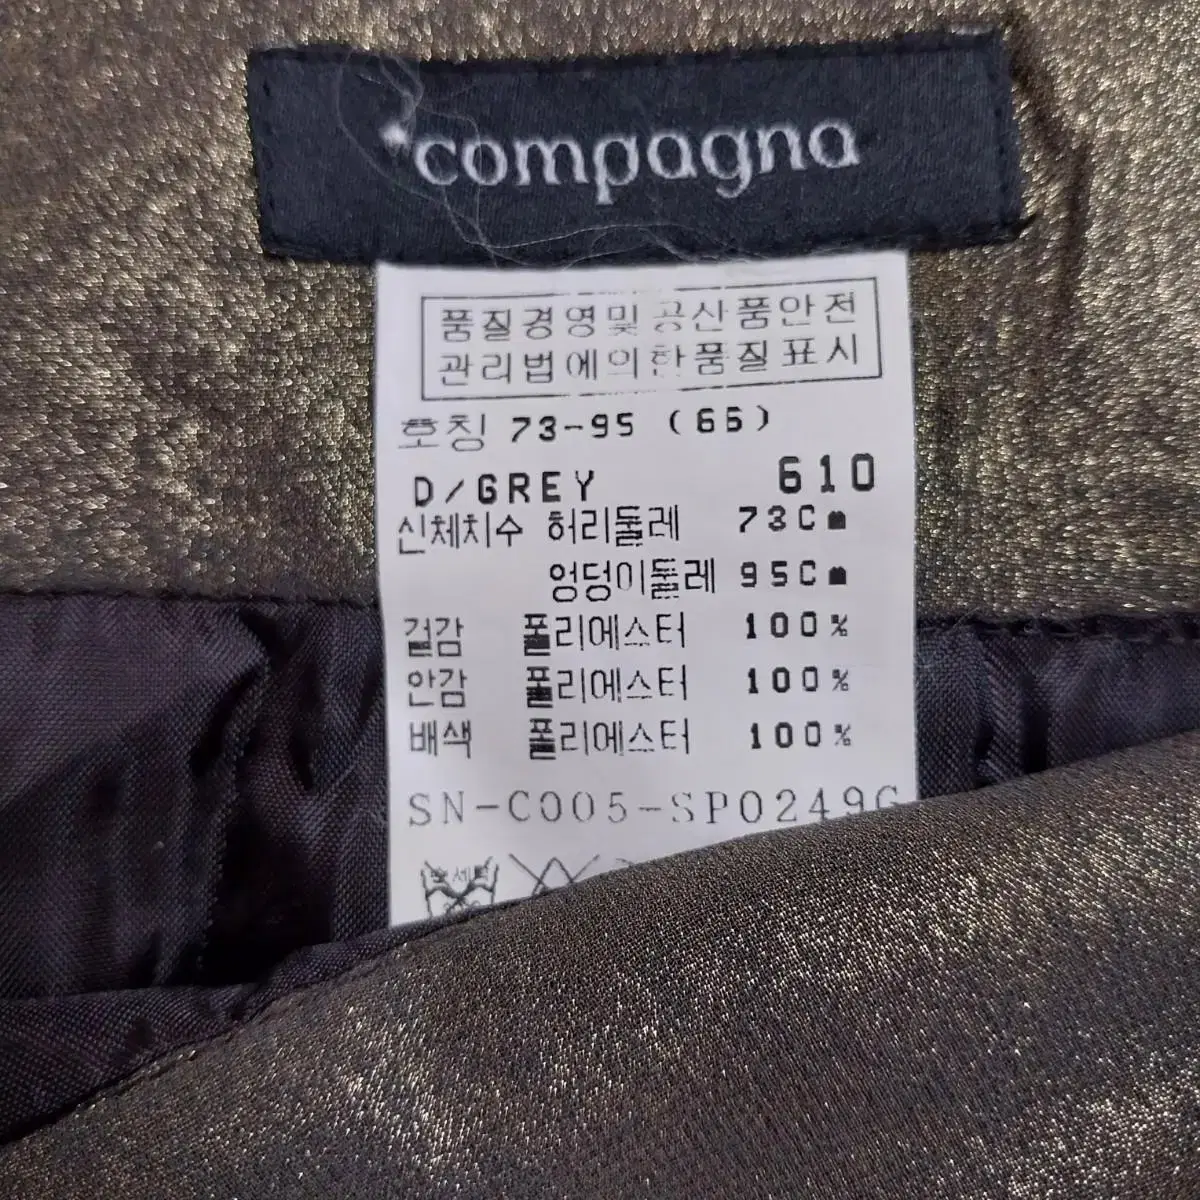 *compagna
품질경영및 공산품안전
관리법에의한품질표시
호칭 73-95 (66)
D/GREY 610
신체치수 허리둘레 73Cm
엉덩이둘레 95Cm
겉감 폴리에스터 100%
안감 폴리에스터 100%
배색 폴리에스터 100%
SN-C005-SP0249G